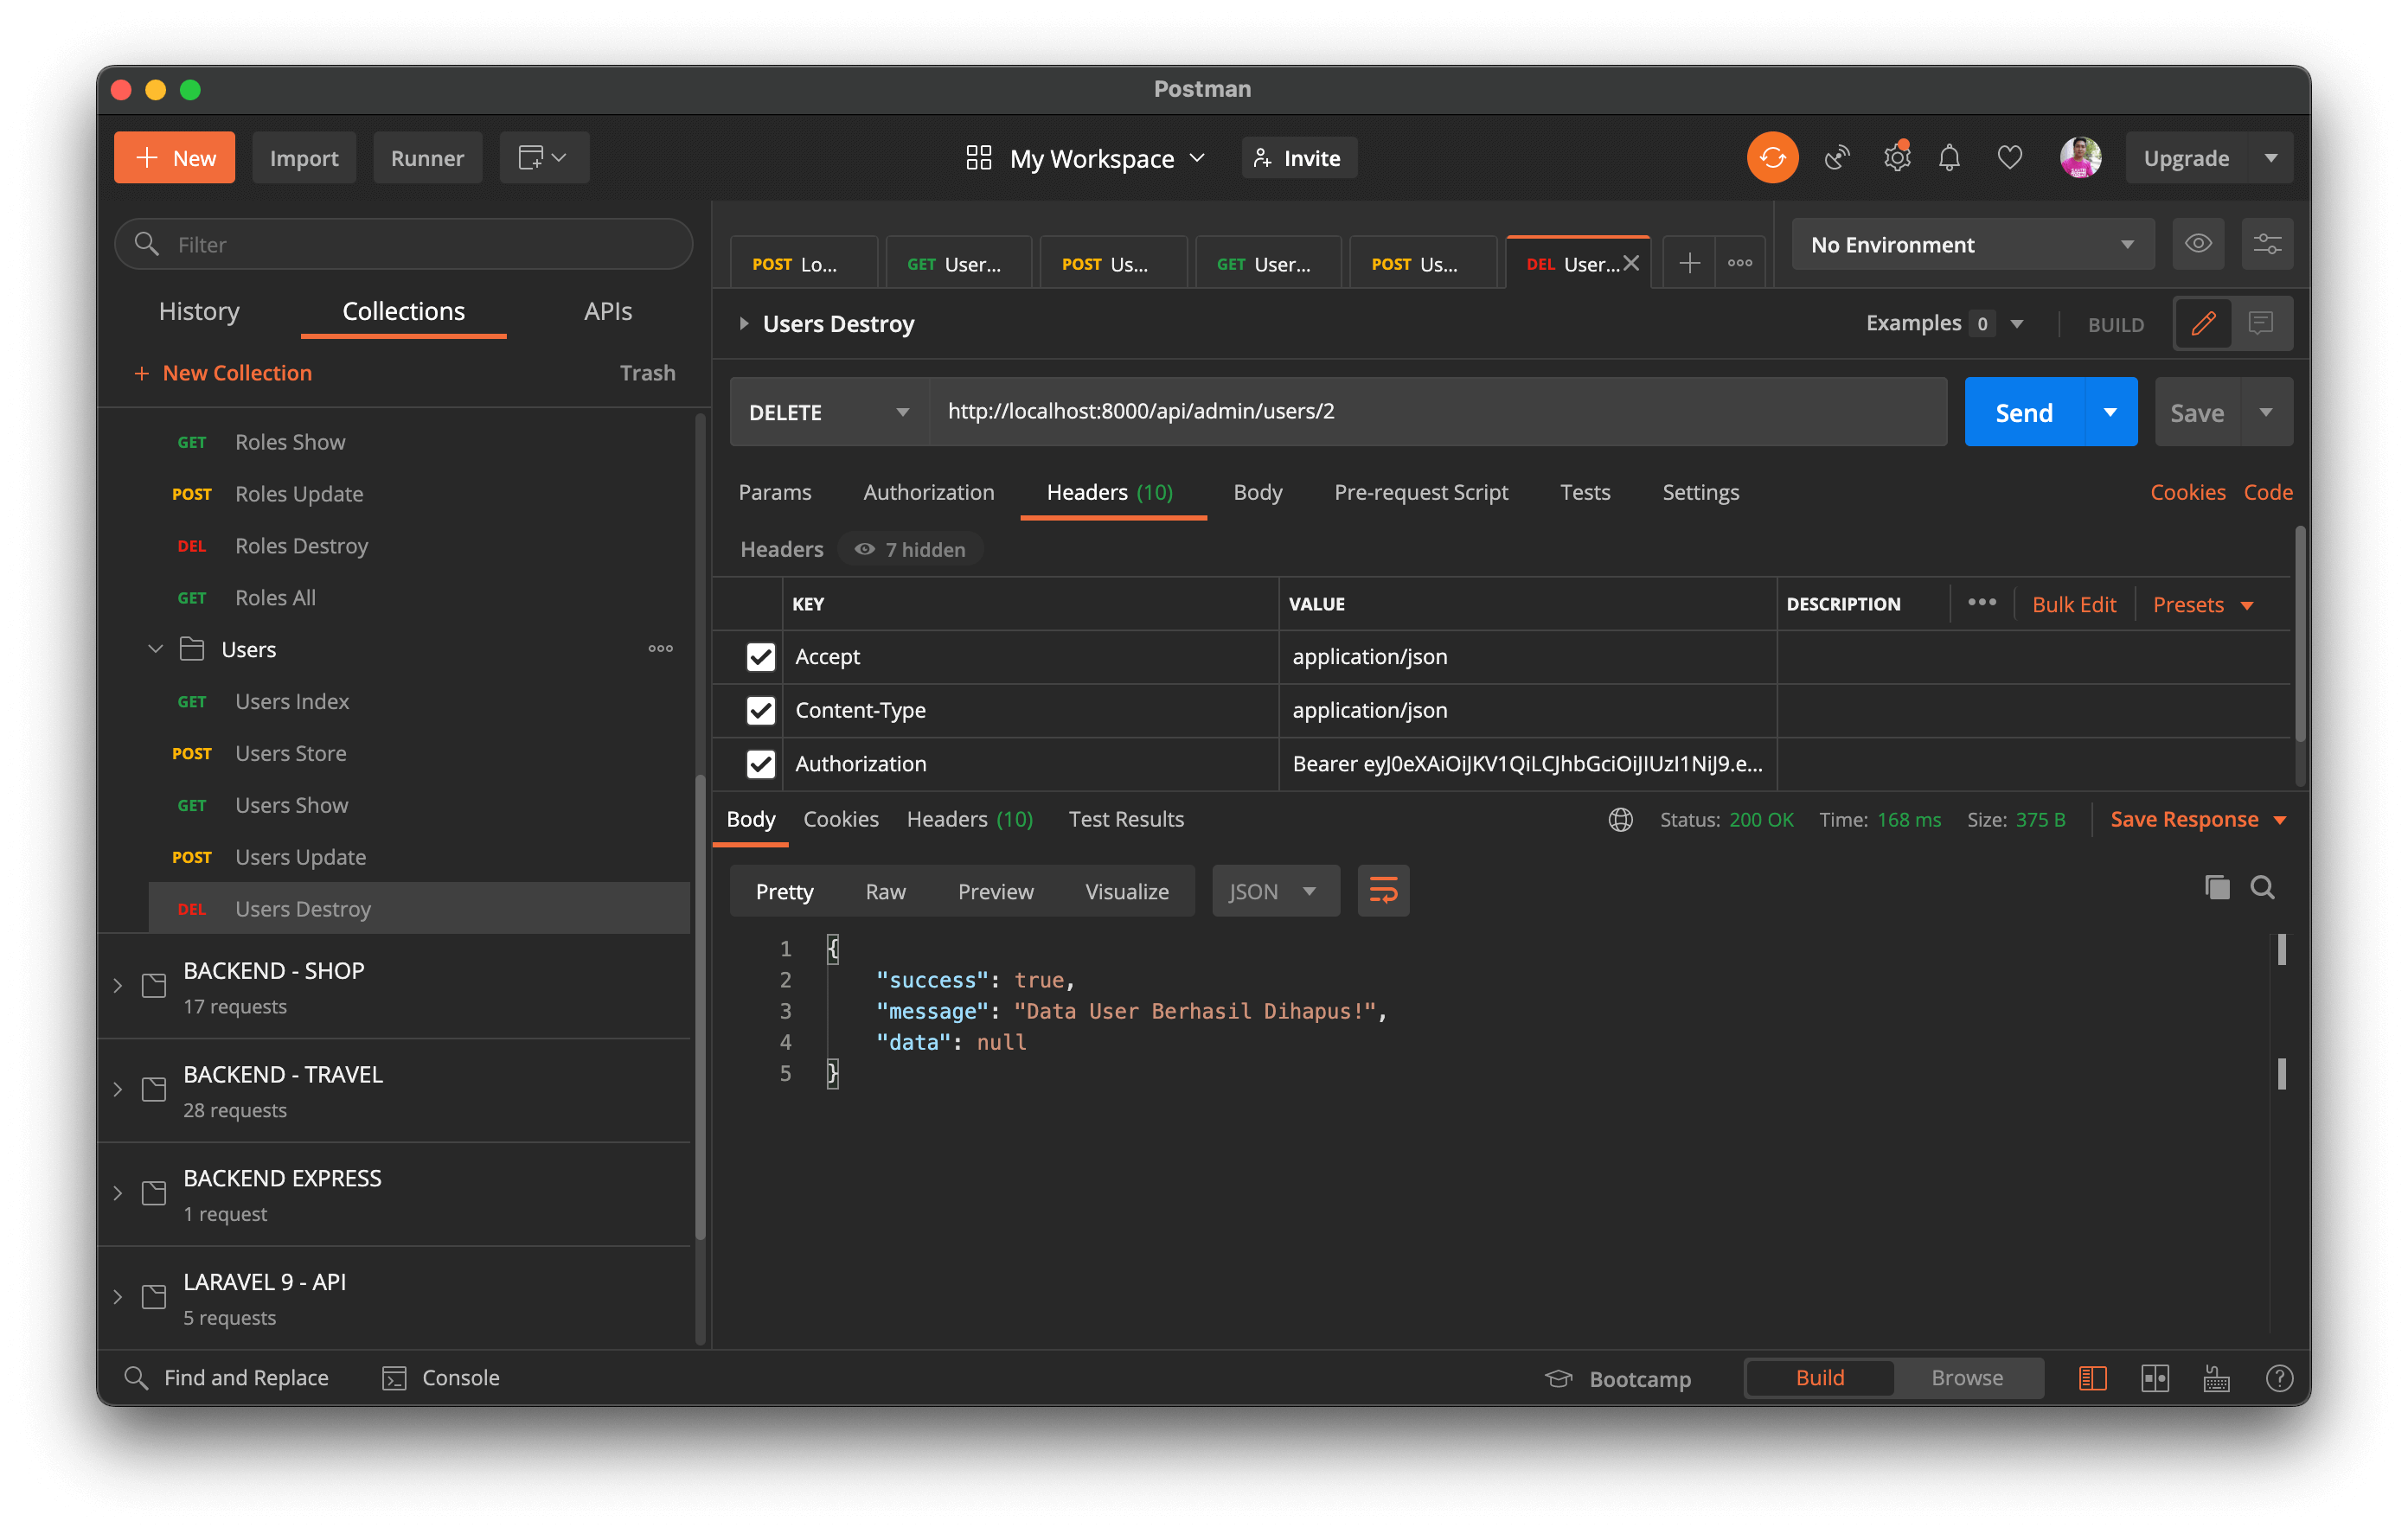 Postman
New Import Runner My Workspace Invite Upgrade
Filter
History Collections APIs
New Collection Trash
GET Roles Show
POST Roles Update
DEL Roles Destroy
GET Roles All
Users
GET Users Index
POST Users Store
GET Users Show
POST Users Update
DEL Users Destroy
BACKEND - SHOP
17 requests
BACKEND - TRAVEL
28 requests
BACKEND EXPRESS
1 request
LARAVEL 9 - API
5 requests
POST Lo... GET User... POST Us... GET User... POST Us... DEL User...
No Environment
Users Destroy Examples 0 BUILD
DELETE http://localhost:8000/api/admin/users/2 Send Save
Params Authorization Headers (10) Body Pre-request Script Tests Settings Cookies Code
Headers 7 hidden
KEY VALUE DESCRIPTION Bulk Edit Presets
Accept application/json
Content-Type application/json
Authorization Bearer eyJ0eXAiOiJKV1QiLCJhbGciOiJIUzI1NiJ9.e...
Body Cookies Headers (10) Test Results Status: 200 OK Time: 168 ms Size: 375 B Save Response
Pretty Raw Preview Visualize JSON
1 {
2 "success": true,
3 "message": "Data User Berhasil Dihapus!",
4 "data": null
5 }
Find and Replace Console Bootcamp Build Browse